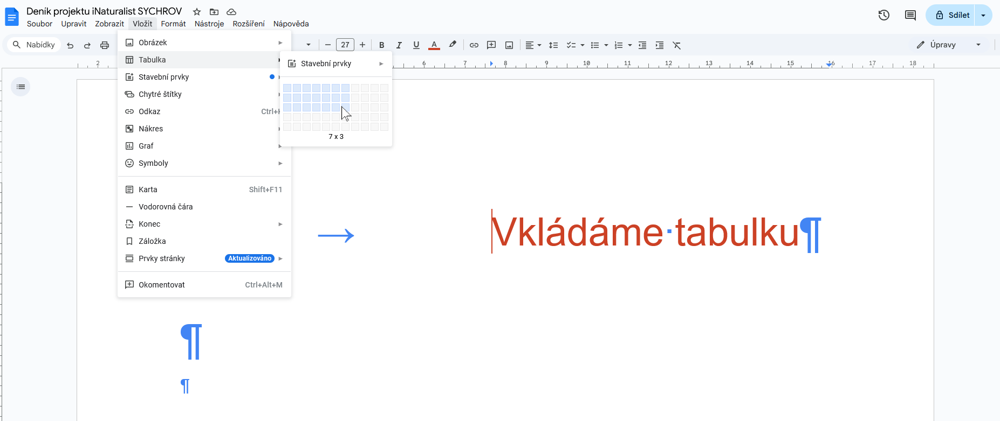 Deník projektu iNaturalist SYCHROV
Soubor Upravit Zobrazit Vložit Formát Nástroje Rozšíření Nápověda
Sdílet
Nabídky
27
B I U A
Úpravy
2 6 7 8 9 10 11 12 13 14 15 16 17 18
Obrázek
Tabulka
Stavební prvky
Chytré štítky
Odkaz Ctrl+K
Nákres
Graf
Symboly
Karta Shift+F11
Vodorovná čára
Konec
Záložka
Prvky stránky Aktualizováno
Okomentovat Ctrl+Alt+M
Stavební prvky
7 x 3
→ Vkládáme·tabulku¶
¶
¶